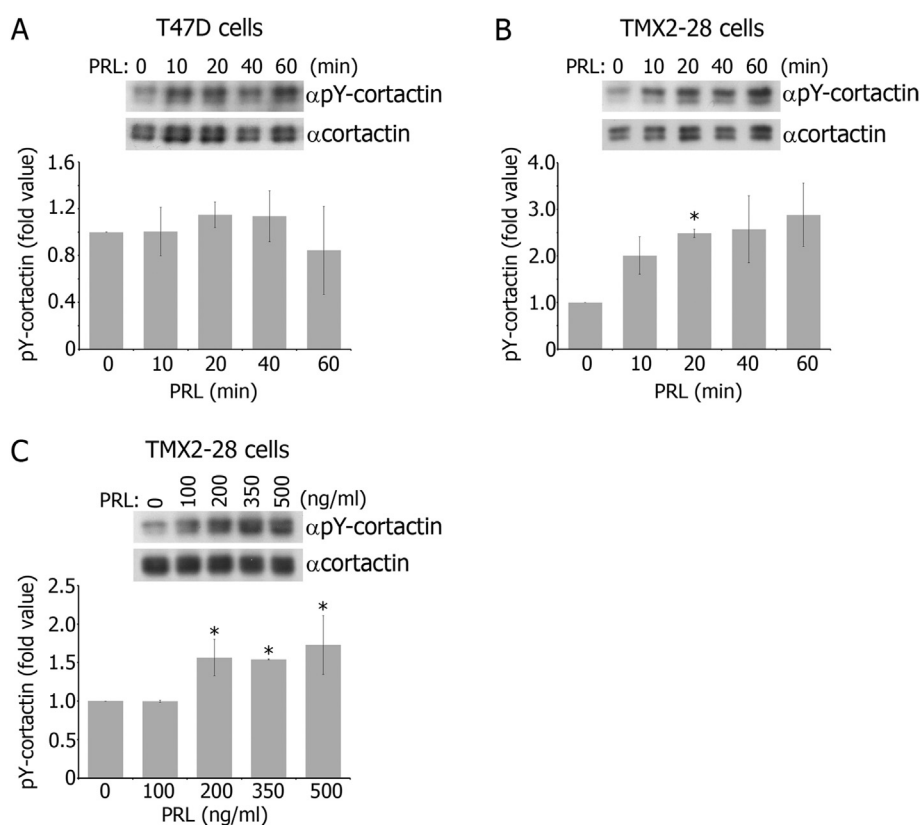 A
T47D cells
PRL: 0 10 20 40 60 (min)
αpY-cortactin
αcortactin
pY-cortactin (fold value)
1.6
1.2
0.8
0.4
0
0 10 20 40 60
PRL (min)
B
TMX2-28 cells
PRL: 0 10 20 40 60 (min)
αpY-cortactin
αcortactin
pY-cortactin (fold value)
4.0
3.0
2.0
1.0
0
*
0 10 20 40 60
PRL (min)
C
TMX2-28 cells
PRL: 0 100 200 350 500 (ng/ml)
αpY-cortactin
αcortactin
pY-cortactin (fold value)
2.5
2.0
1.5
1.0
0.5
0
* * *
0 100 200 350 500
PRL (ng/ml)